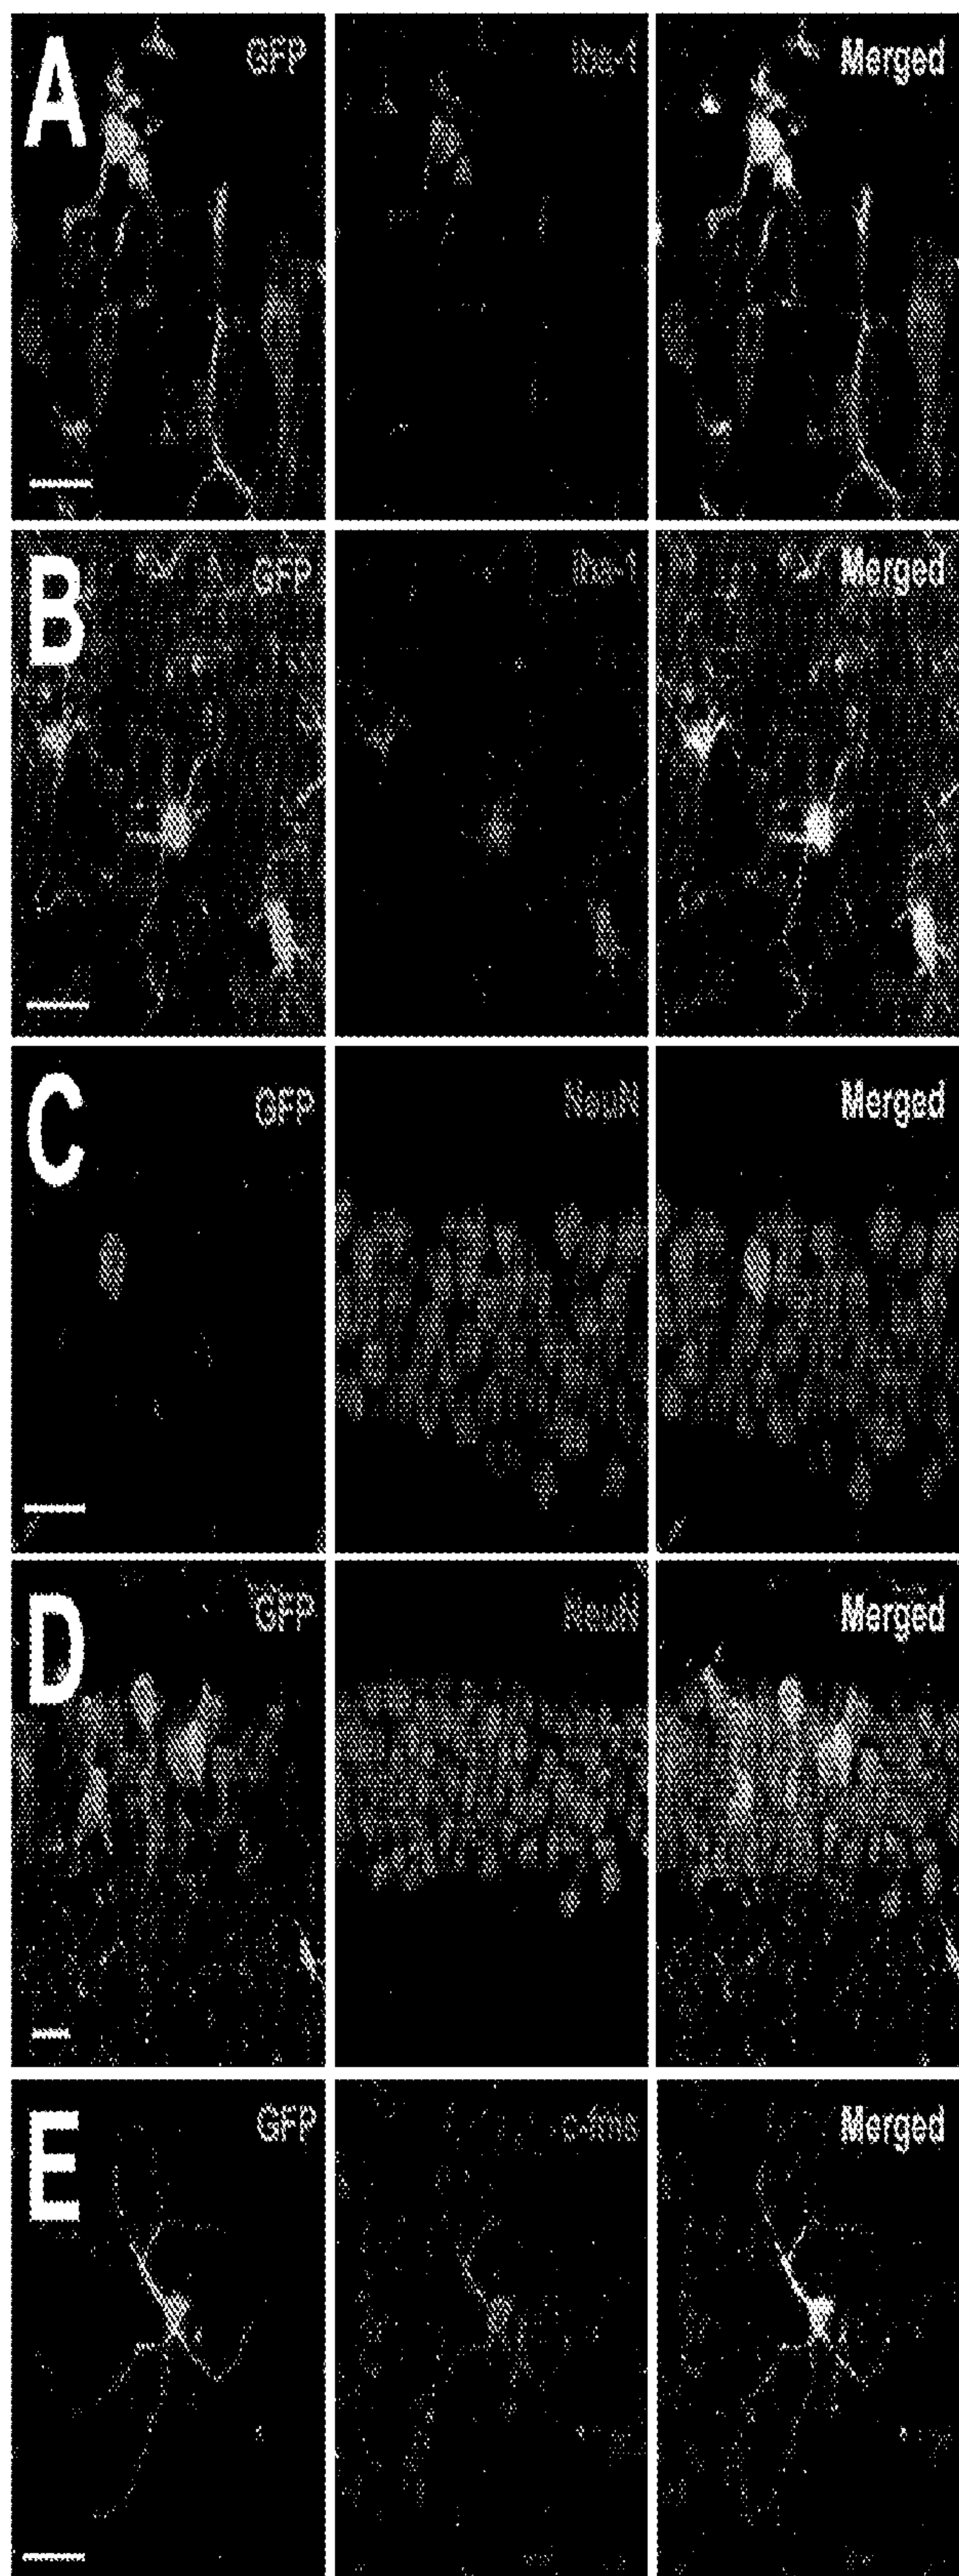 A GFP Iba-1 Merged
B GFP Iba-1 Merged
C GFP NeuN Merged
D GFP NeuN Merged
E GFP c-fms Merged